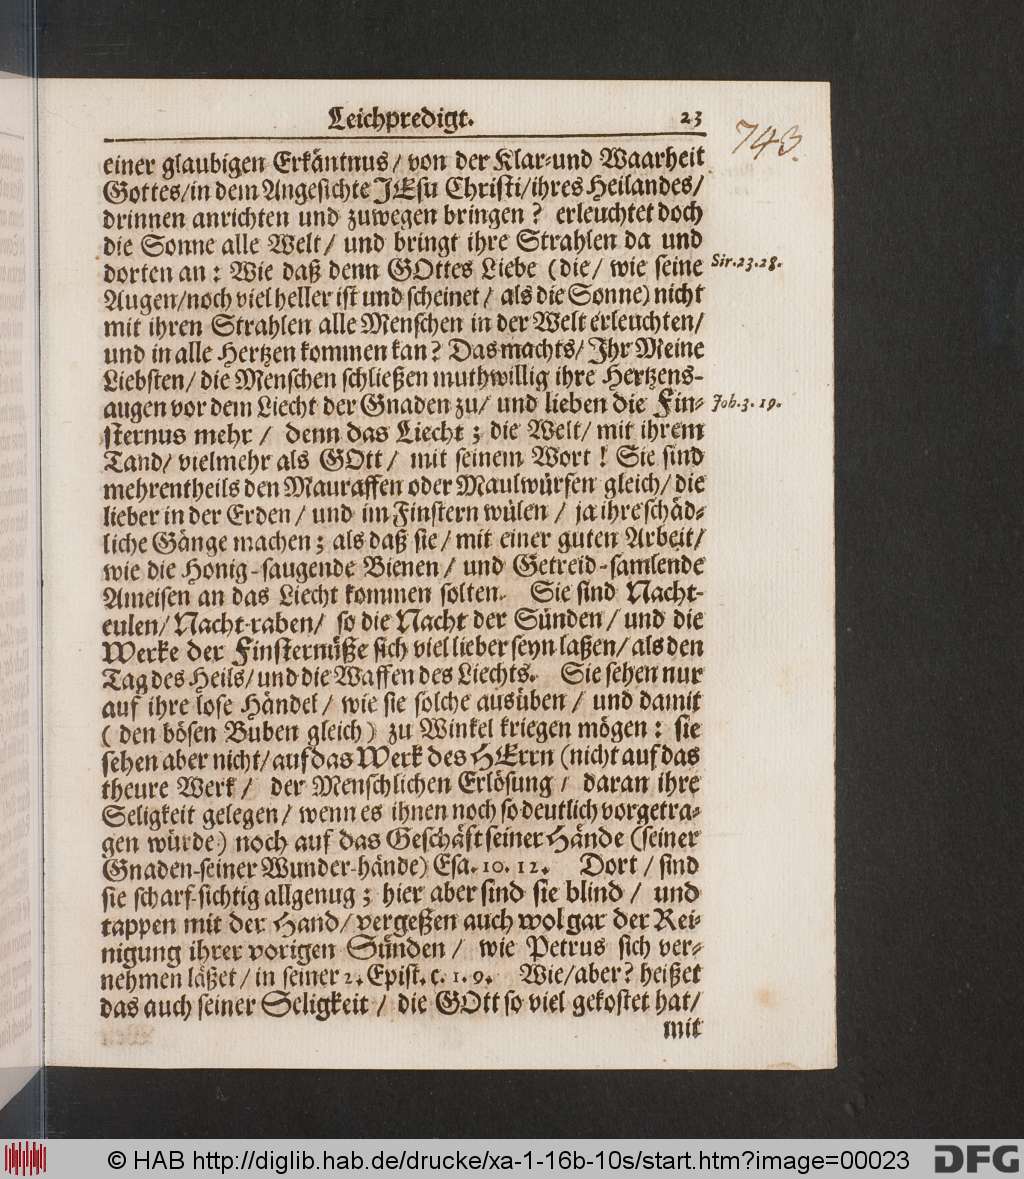 Leichpredigt. 23
743.
einer glaubigen Erkäntnus/ von der Klar-und Waarheit
Gottes/in dem Angesichte JEsu Christi/ihres Heilandes/
drinnen anrichten und zuwegen bringen? erleuchtet doch
die Sonne alle Welt/ und bringt ihre Strahlen da und
dorten an: Wie daß denn GOttes Liebe (die/ wie seine
Sir. 23. 28.
Augen/noch viel heller ist und scheinet/ als die Sonne) nicht
mit ihren Strahlen alle Menschen in der Welt erleuchten/
und in alle Hertzen kommen kan? Das machts/ Ihr Meine
Liebsten/ die Menschen schließen muthwillig ihre Hertzens-
augen vor dem Liecht der Gnaden zu/ und lieben die Fin-
Joh. 3. 19.
sternus mehr/ denn das Liecht; die Welt/ mit ihrem
Tand/ vielmehr als GOtt/ mit seinem Wort! Sie sind
mehrentheils den Mauraffen oder Maulwürfen gleich/ die
lieber in der Erden/ und im Finstern wülen/ ja ihre schäd-
liche Gänge machen; als daß sie/ mit einer guten Arbeit/
wie die Honig-saugende Bienen/ und Getreid-samlende
Ameisen an das Liecht kommen solten. Sie sind Nacht-
eulen/ Nacht-raben/ so die Nacht der Sünden/ und die
Werke der Finsternüße sich viel lieber seyn laßen/ als den
Tag des Heils/ und die Waffen des Liechts. Sie sehen nur
auf ihre lose Händel/ wie sie solche ausüben/ und damit
(den bösen Buben gleich) zu Winkel kriegen mögen: sie
sehen aber nicht/ auf das Werk des HErrn (nicht auf das
theure Werk/ der Menschlichen Erlösung/ daran ihre
Seligkeit gelegen/ wenn es ihnen noch so deutlich vorgetra-
gen würde) noch auf das Geschäft seiner Hände (seiner
Gnaden-seiner Wunder-hände) Esa. 10. 12. Dort/ sind
sie scharf-sichtig allgenug; hier aber sind sie blind/ und
tappen mit der Hand/ vergeßen auch wol gar der Rei-
nigung ihrer vorigen Sünden/ wie Petrus sich ver-
nehmen läßet/ in seiner 2. Epist. c. 1. 9. Wie/aber? heißet
das auch seiner Seligkeit/ die GOtt so viel gekostet hat/
mit
© HAB http://diglib.hab.de/drucke/xa-1-16b-10s/start.htm?image=00023
DFG